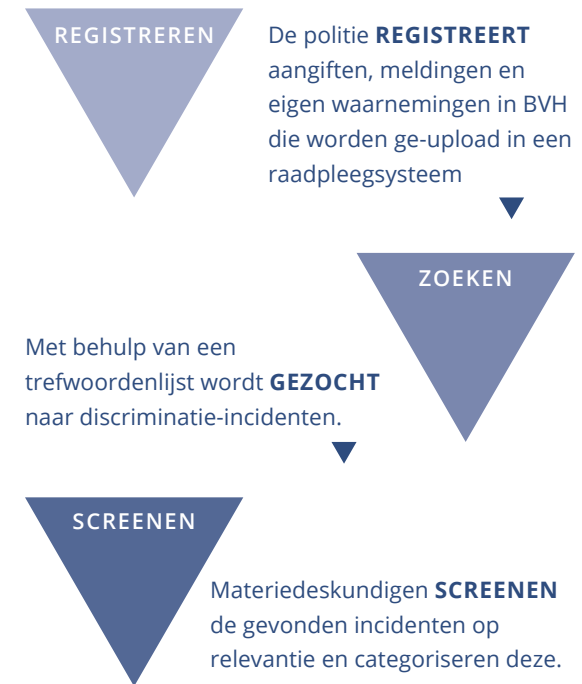 REGISTREREN
De politie REGISTREERT
aangiften, meldingen en
eigen waarnemingen in BVH
die worden ge-upload in een
raadpleegsysteem
ZOEKEN
Met behulp van een
trefwoordenlijst wordt GEZOCHT
naar discriminatie-incidenten.
SCREENEN
Materiedeskundigen SCREENEN
de gevonden incidenten op
relevantie en categoriseren deze.